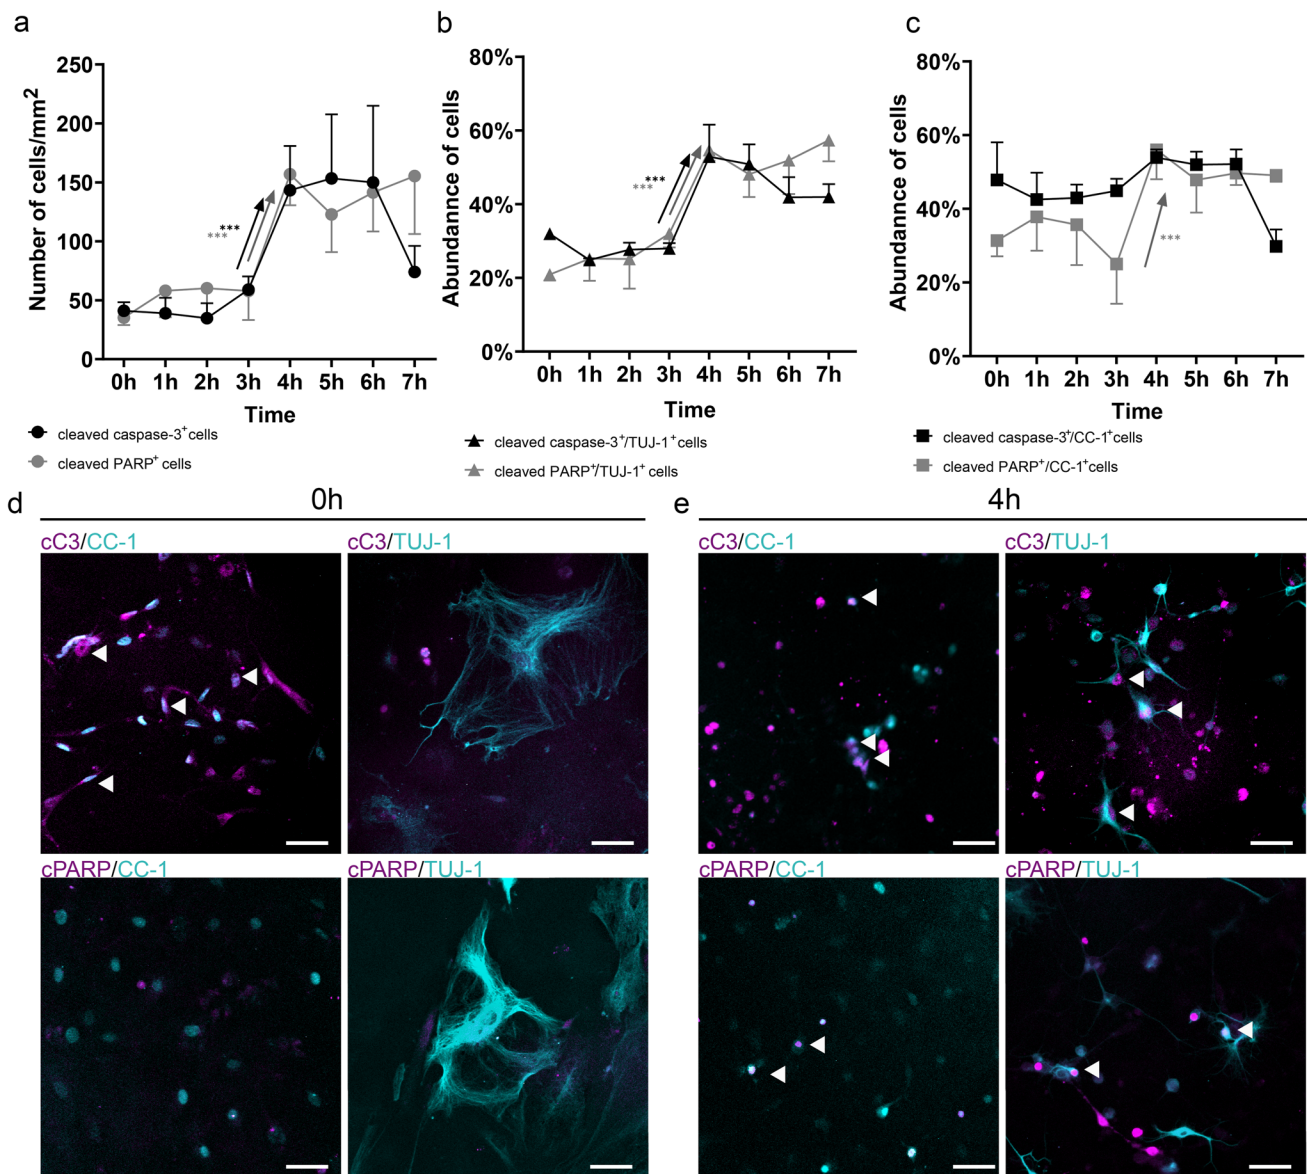 a
Number of cells/mm²
250
200
150
100
50
0
*** ***
0h 1h 2h 3h 4h 5h 6h 7h
Time
cleaved caspase-3⁺cells
cleaved PARP⁺ cells
b
Abundance of cells
80%
60%
40%
20%
0%
*** ***
0h 1h 2h 3h 4h 5h 6h 7h
Time
cleaved caspase-3⁺/TUJ-1⁺cells
cleaved PARP⁺/TUJ-1⁺ cells
c
Abundannce of cells
80%
60%
40%
20%
0%
***
0h 1h 2h 3h 4h 5h 6h 7h
Time
cleaved caspase-3⁺/CC-1⁺cells
cleaved PARP⁺/CC-1⁺cells
d
0h
cC3/CC-1
cC3/TUJ-1
cPARP/CC-1
cPARP/TUJ-1
e
4h
cC3/CC-1
cC3/TUJ-1
cPARP/CC-1
cPARP/TUJ-1